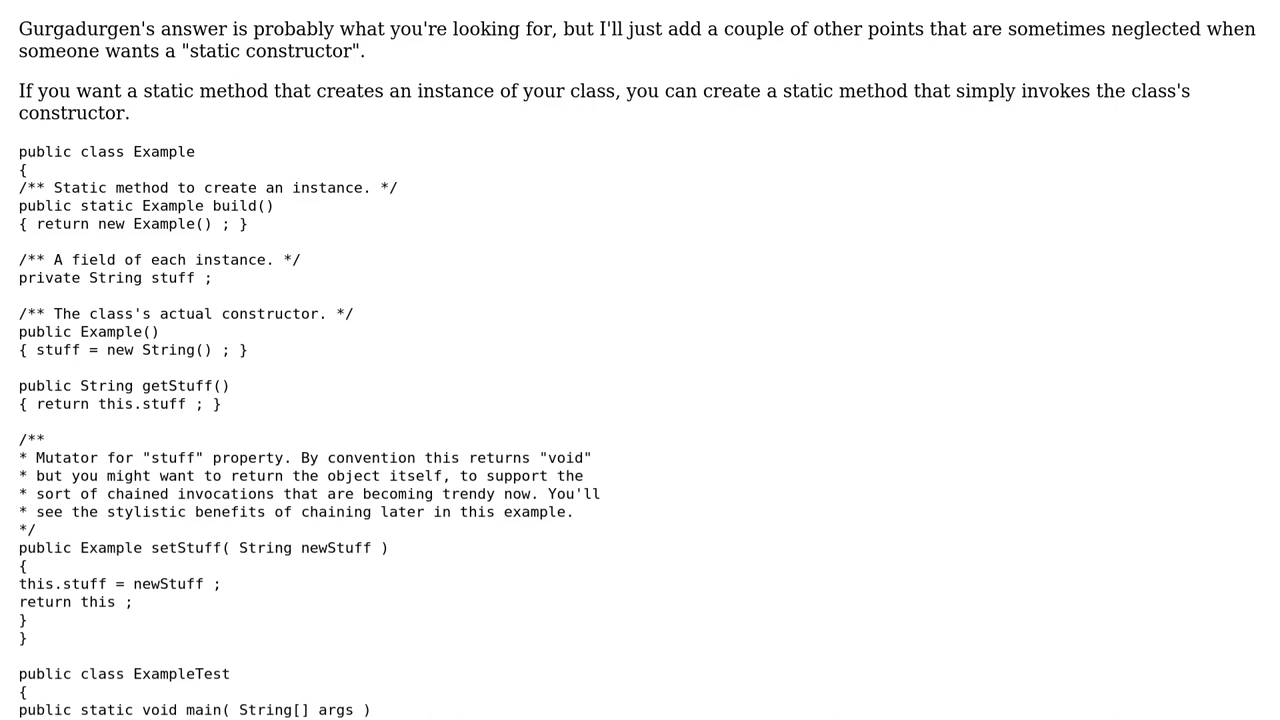 Gurgadurgen's answer is probably what you're looking for, but I'll just add a couple of other points that are sometimes neglected when
someone wants a "static constructor".
If you want a static method that creates an instance of your class, you can create a static method that simply invokes the class's
constructor.
public class Example
{
/** Static method to create an instance. */
public static Example build()
{ return new Example() ; }
/** A field of each instance. */
private String stuff ;
/** The class's actual constructor. */
public Example()
{ stuff = new String() ; }
public String getStuff()
{ return this.stuff ; }
/**
* Mutator for "stuff" property. By convention this returns "void"
* but you might want to return the object itself, to support the
* sort of chained invocations that are becoming trendy now. You'll
* see the stylistic benefits of chaining later in this example.
*/
public Example setStuff( String newStuff )
{
this.stuff = newStuff ;
return this ;
}
}
public class ExampleTest
{
public static void main( String[] args )